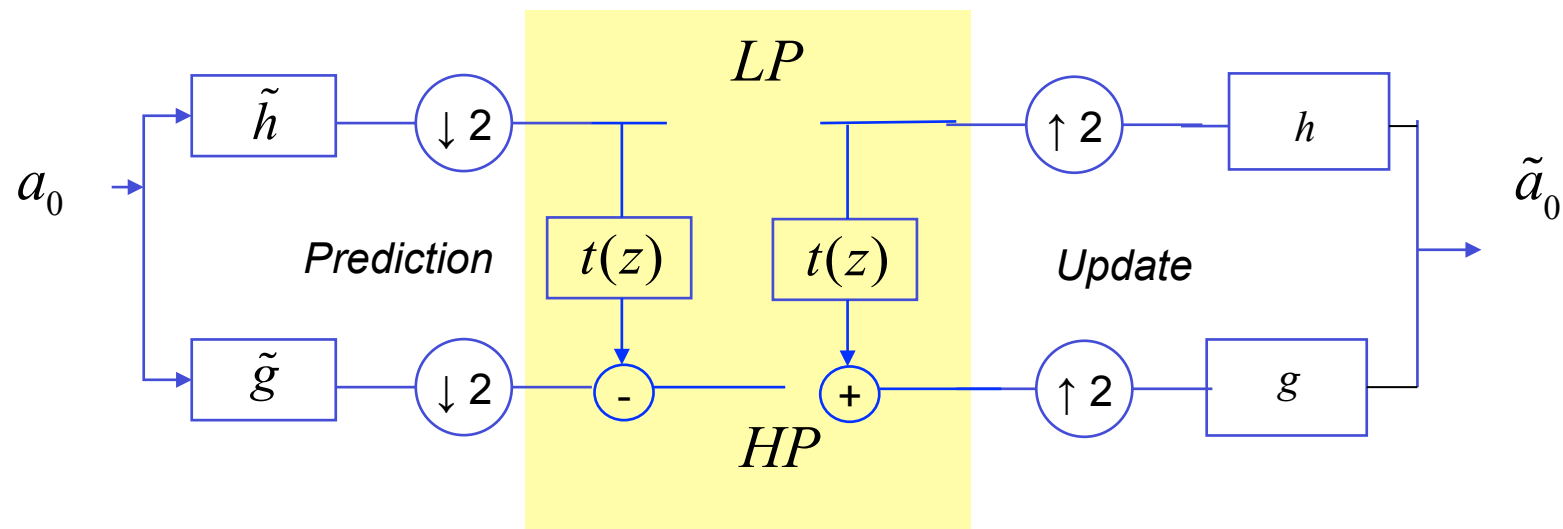 LP
h̃ ↓ 2 ↑ 2 h
a₀ ã₀
Prediction t(z) t(z) Update
g̃ ↓ 2 - + ↑ 2 g
HP